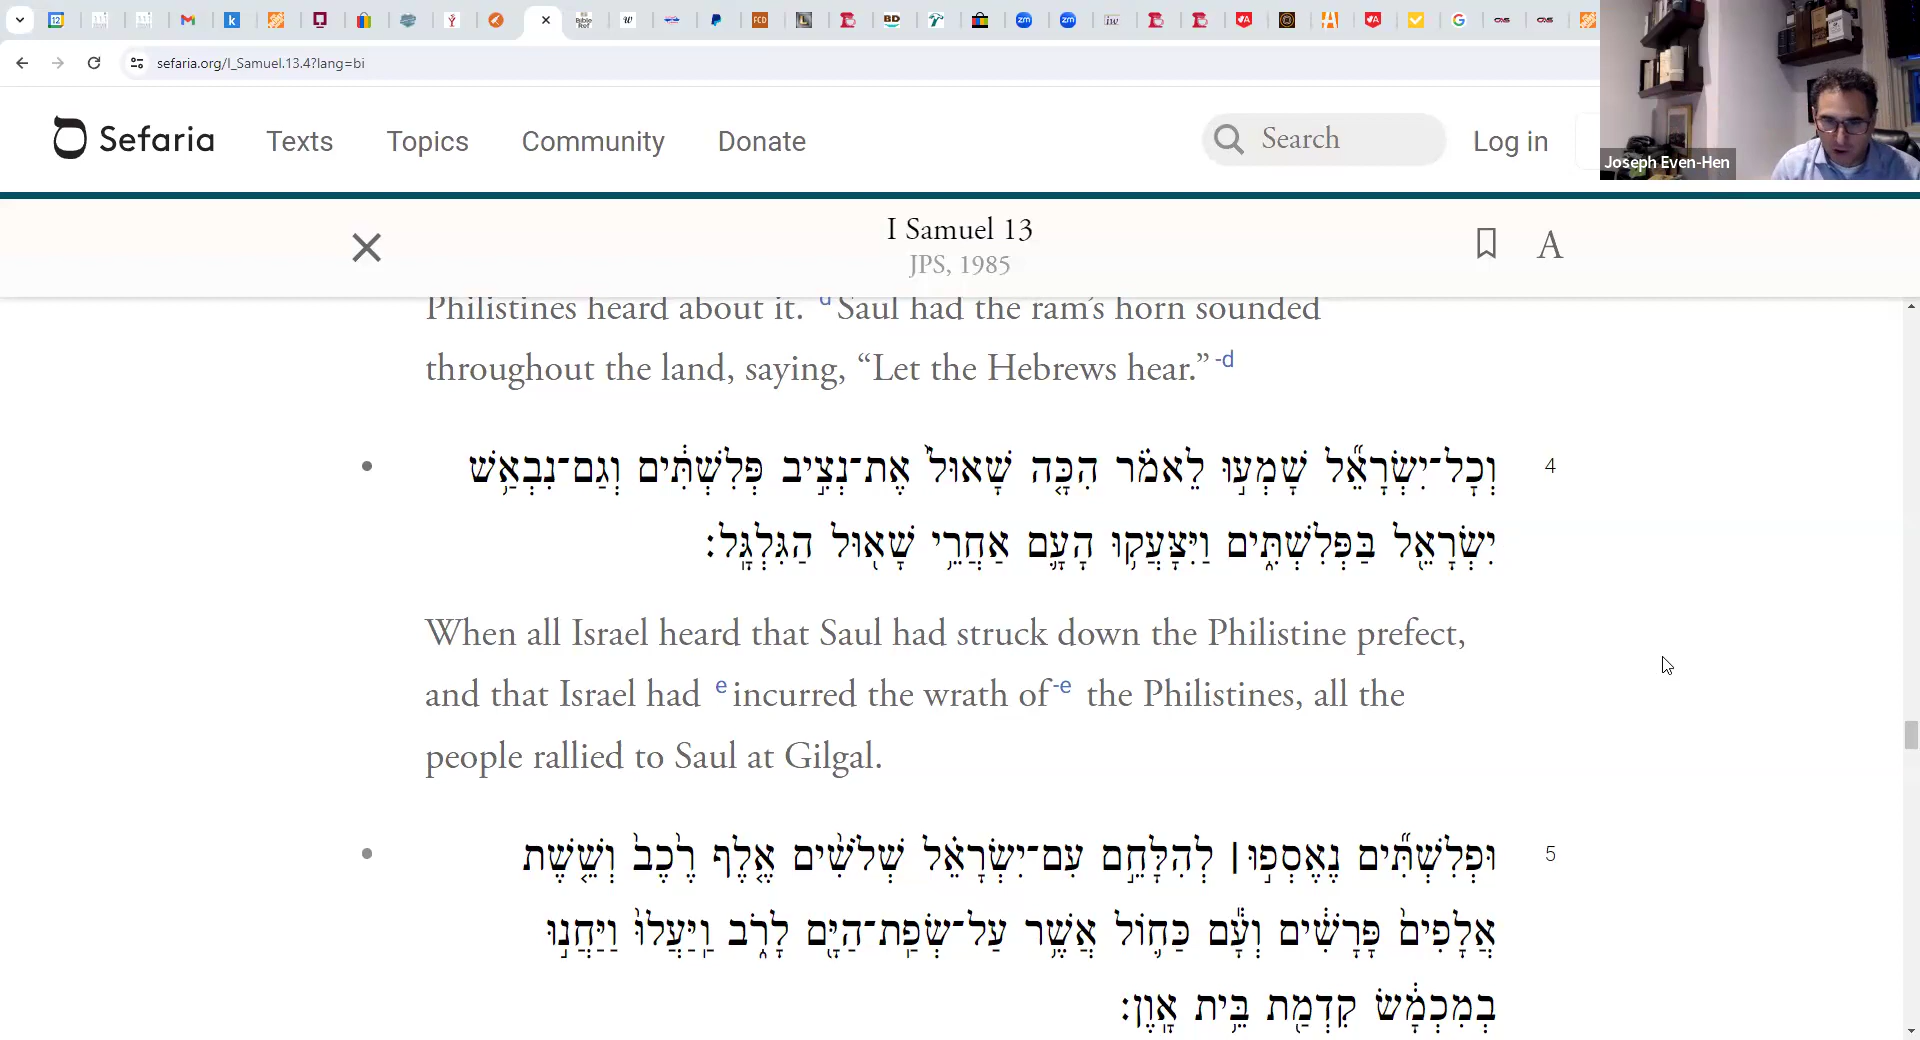 sefaria.org/I_Samuel.13.4?lang=bi
Sefaria
Texts
Topics
Community
Donate
Search
Log in
Joseph Even-Hen
I Samuel 13
JPS, 1985
A
Philistines heard about it. d Saul had the ram’s horn sounded
throughout the land, saying, “Let the Hebrews hear.” -d
4
וְכׇל־יִשְׂרָאֵ֞ל שָׁמְע֣וּ לֵאמֹ֗ר הִכָּ֤ה שָׁאוּל֙ אֶת־נְצִ֣יב פְּלִשְׁתִּ֔ים וְגַם־נִבְאַ֥שׁ
יִשְׂרָאֵ֖ל בַּפְּלִשְׁתִּ֑ים וַיִּצָּעֲק֥וּ הָעָ֛ם אַחֲרֵ֥י שָׁא֖וּל הַגִּלְגָּֽל׃
When all Israel heard that Saul had struck down the Philistine prefect,
and that Israel had e incurred the wrath of -e the Philistines, all the
people rallied to Saul at Gilgal.
5
וּפְלִשְׁתִּ֞ים נֶאֶסְפ֣וּ ׀ לְהִלָּחֵ֣ם עִם־יִשְׂרָאֵ֗ל שְׁלֹשִׁ֨ים אֶ֤לֶף רֶ֙כֶב֙ וְשֵׁ֤שֶׁת
אֲלָפִים֙ פָּרָשִׁ֔ים וְעָ֕ם כַּח֛וֹל אֲשֶׁ֥ר עַל־שְׂפַֽת־הַיָּ֖ם לָרֹ֑ב וַֽיַּעֲלוּ֙ וַיַּחֲנ֣וּ
בְמִכְמָ֔שׂ קִדְמַ֖ת בֵּ֥ית אָֽוֶן׃